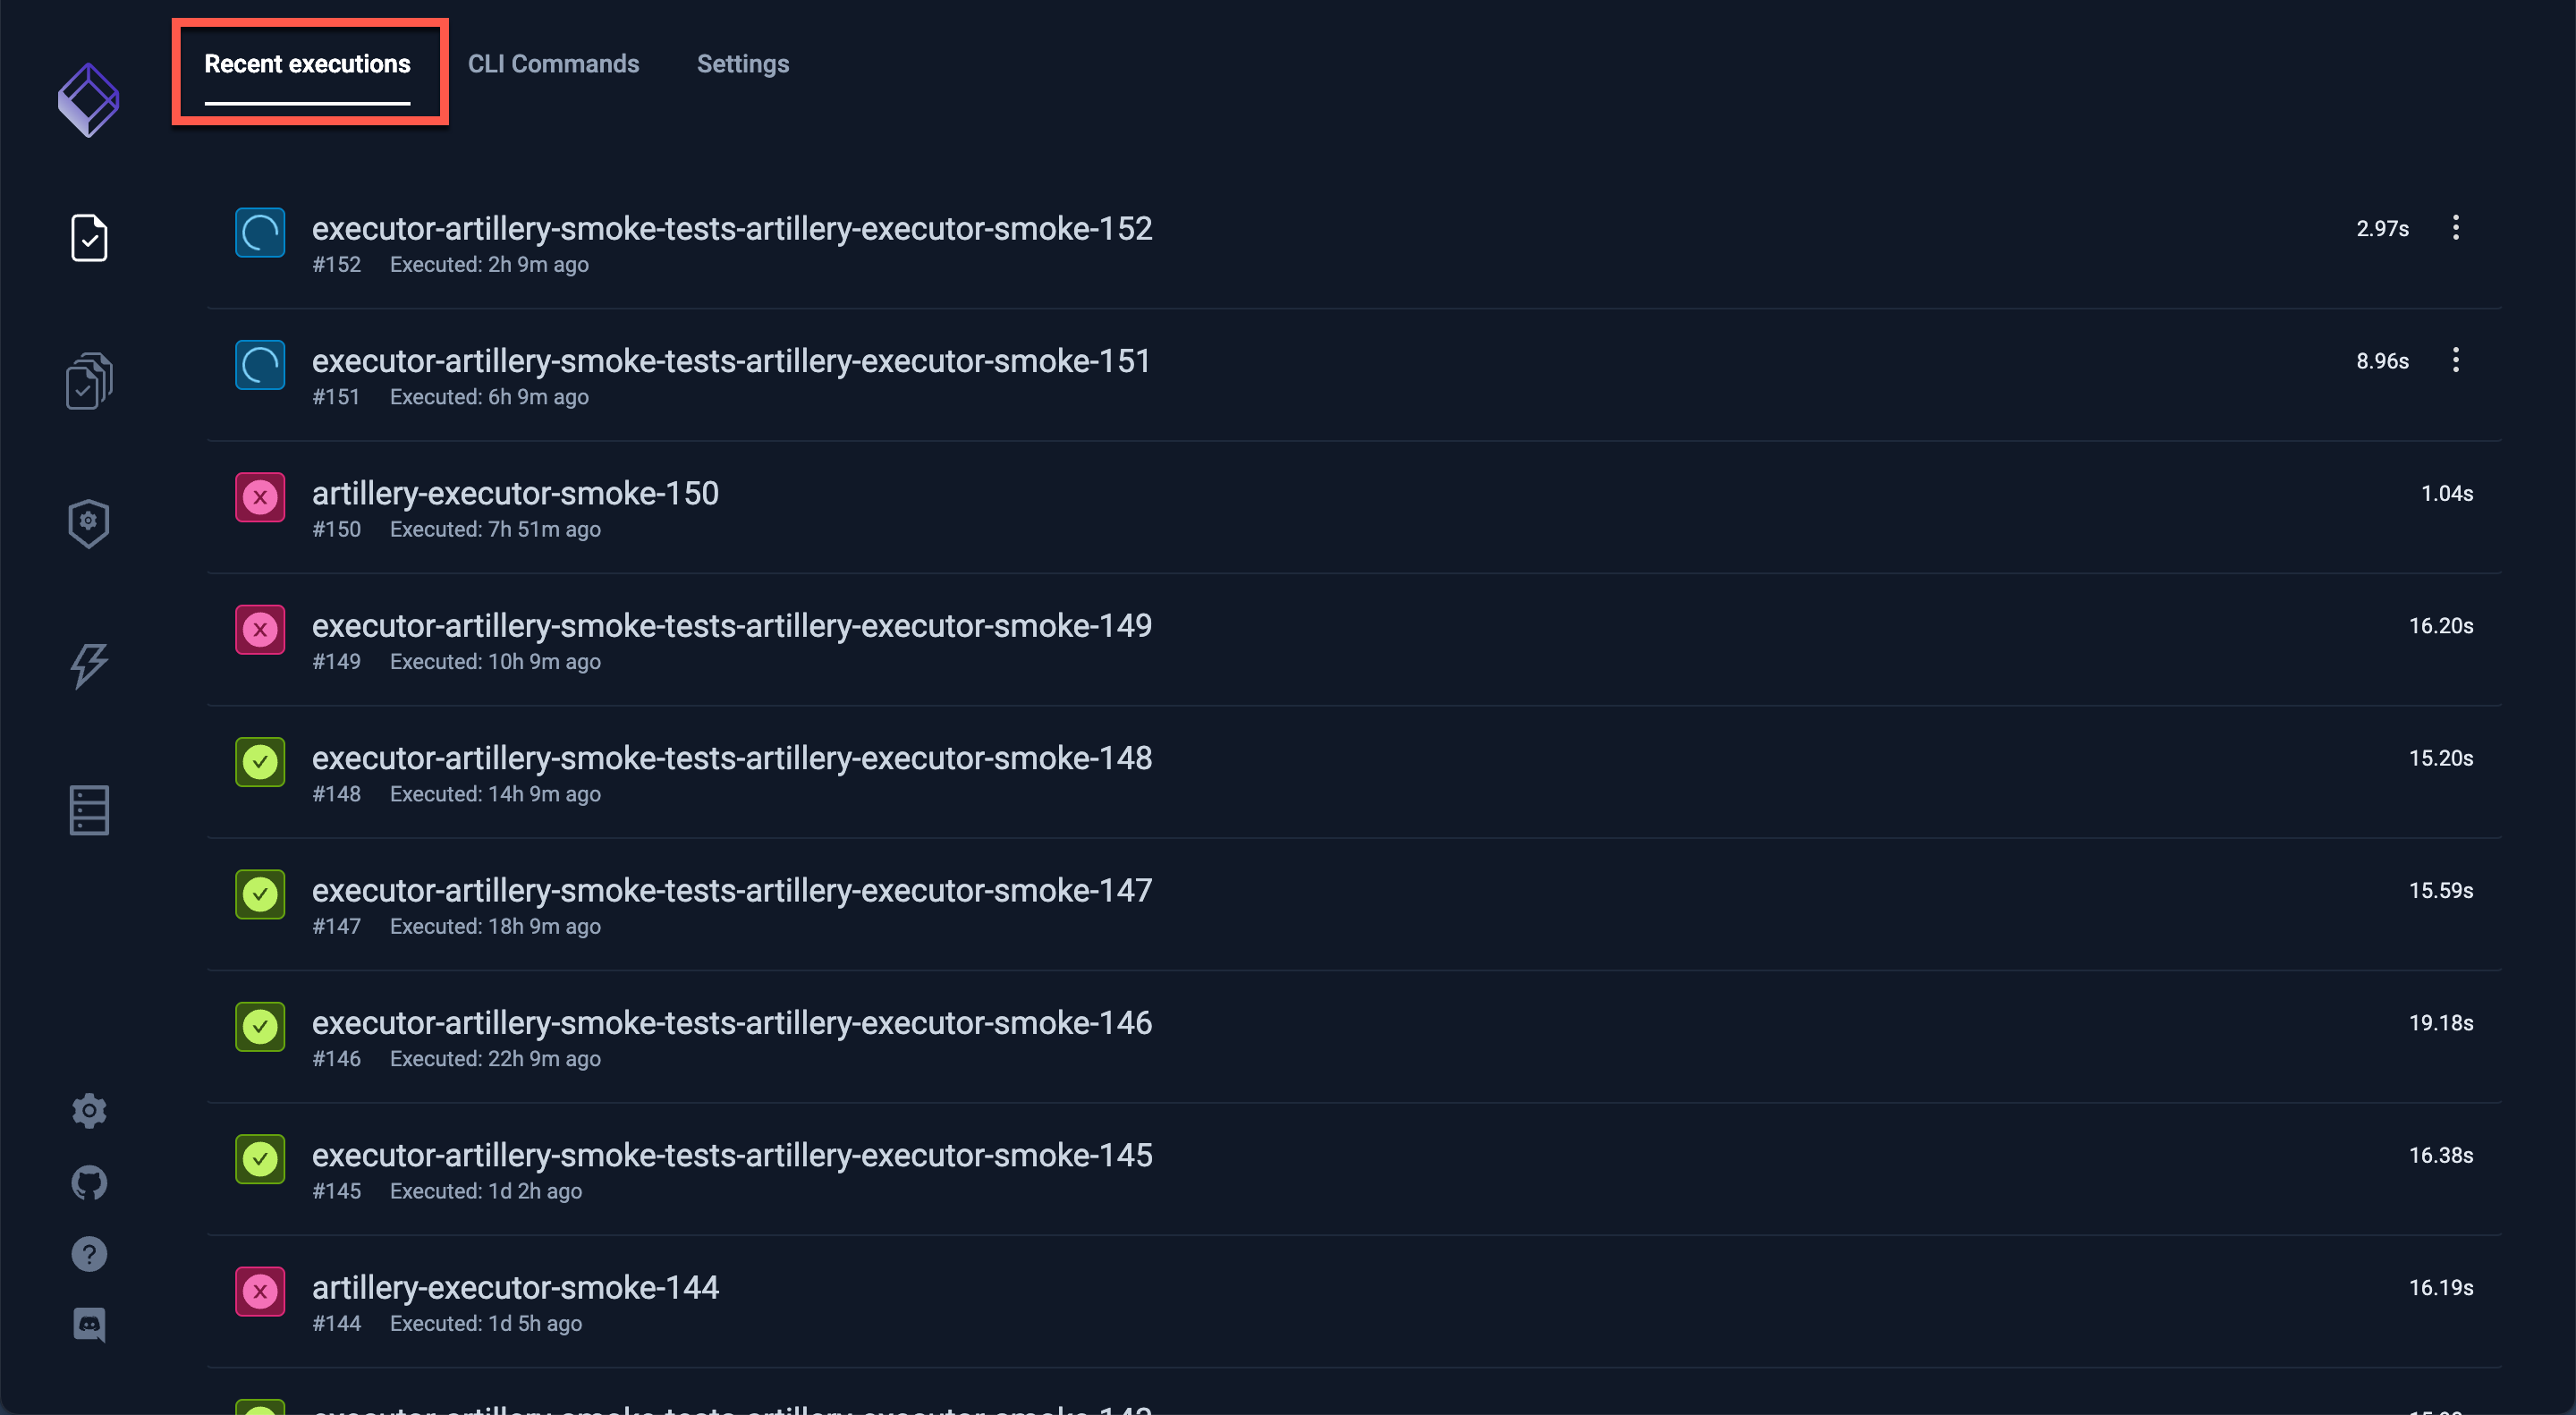 Recent executions CLI Commands Settings
executor-artillery-smoke-tests-artillery-executor-smoke-152 2.97s
#152 Executed: 2h 9m ago
executor-artillery-smoke-tests-artillery-executor-smoke-151 8.96s
#151 Executed: 6h 9m ago
artillery-executor-smoke-150 1.04s
#150 Executed: 7h 51m ago
executor-artillery-smoke-tests-artillery-executor-smoke-149 16.20s
#149 Executed: 10h 9m ago
executor-artillery-smoke-tests-artillery-executor-smoke-148 15.20s
#148 Executed: 14h 9m ago
executor-artillery-smoke-tests-artillery-executor-smoke-147 15.59s
#147 Executed: 18h 9m ago
executor-artillery-smoke-tests-artillery-executor-smoke-146 19.18s
#146 Executed: 22h 9m ago
executor-artillery-smoke-tests-artillery-executor-smoke-145 16.38s
#145 Executed: 1d 2h ago
artillery-executor-smoke-144 16.19s
#144 Executed: 1d 5h ago